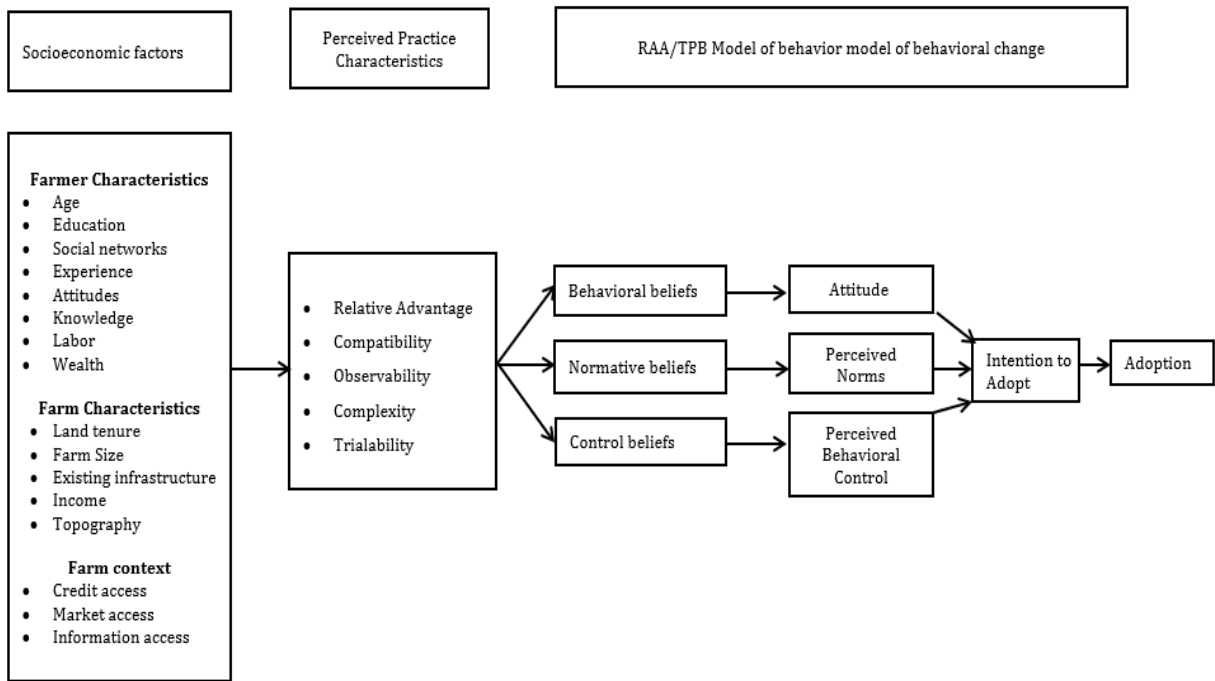 Socioeconomic factors
Perceived Practice
Characteristics
RAA/TPB Model of behavior model of behavioral change
Farmer Characteristics
• Age
• Education
• Social networks
• Experience
• Attitudes
• Knowledge
• Labor
• Wealth
Farm Characteristics
• Land tenure
• Farm Size
• Existing infrastructure
• Income
• Topography
Farm context
• Credit access
• Market access
• Information access
• Relative Advantage
• Compatibility
• Observability
• Complexity
• Trialability
Behavioral beliefs
Normative beliefs
Control beliefs
Attitude
Perceived
Norms
Perceived
Behavioral
Control
Intention to
Adopt
Adoption